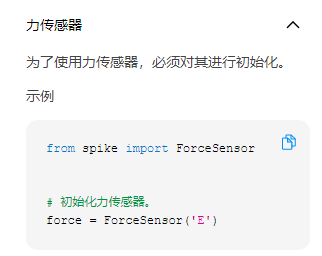 力传感器
为了使用力传感器，必须对其进行初始化。
示例
from spike import ForceSensor
# 初始化力传感器。
force = ForceSensor('E')